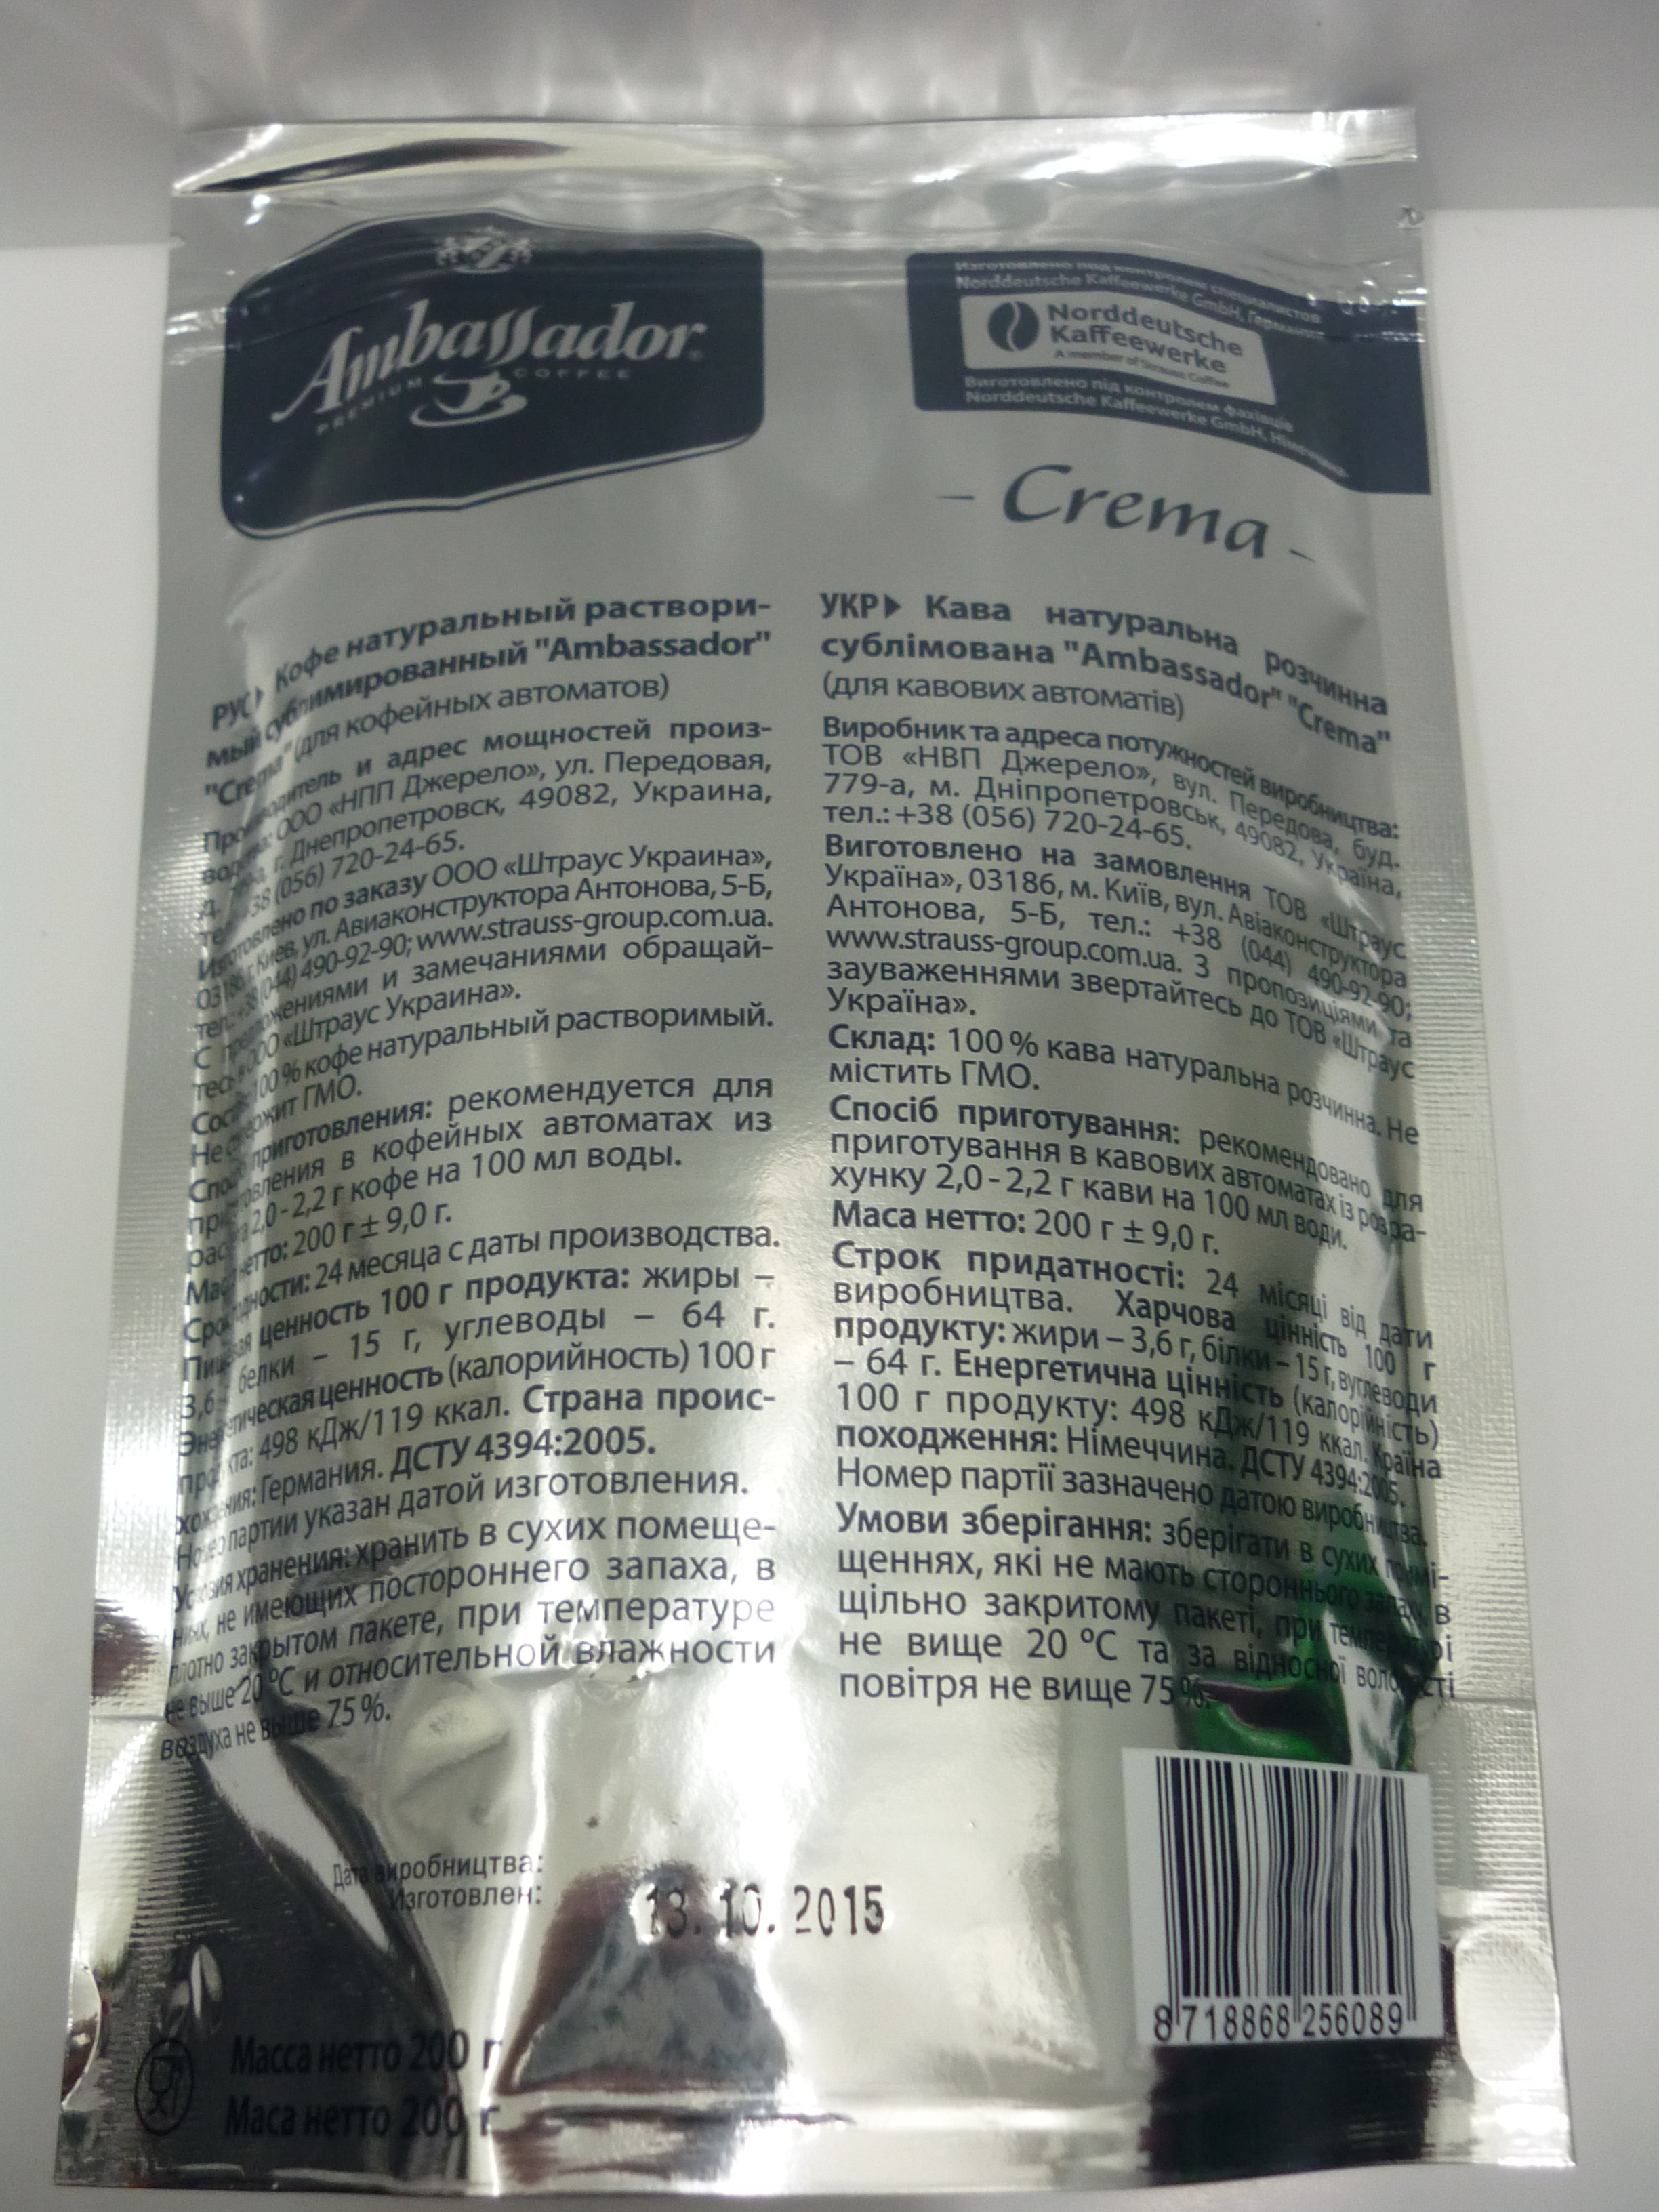 Ambassador
PREMIUM COFFEE
Изготовлено под контролем специалистов
Norddeutsche Kaffeewerke GmbH, Германия
Norddeutsche
Kaffeewerke
A member of Strauss Coffee
Виготовлено під контролем фахівців
Norddeutsche Kaffeewerke GmbH, Німеччина
- Crema -
РУС▶ Кофе натуральный раствори-
мый сублимированный "Ambassador"
"Crema" (для кофейных автоматов)
Производитель и адрес мощностей произ-
водства: ООО «НПП Джерело», ул. Передовая,
д. 779-а, г. Днепропетровск, 49082, Украина,
тел.: +38 (056) 720-24-65.
Изготовлено по заказу ООО «Штраус Украина»,
03186 г. Киев, ул. Авиаконструктора Антонова, 5-Б,
тел.: +38 (044) 490-92-90; www.strauss-group.com.ua.
С предложениями и замечаниями обращай-
тесь в ООО «Штраус Украина».
Состав: 100 % кофе натуральный растворимый.
Не содержит ГМО.
Способ приготовления: рекомендуется для
приготовления в кофейных автоматах из
расчета 2,0 - 2,2 г кофе на 100 мл воды.
Масса нетто: 200 г ± 9,0 г.
Срок годности: 24 месяца с даты производства.
Пищевая ценность 100 г продукта: жиры –
3,6 г, белки – 15 г, углеводы – 64 г.
Энергетическая ценность (калорийность) 100 г
продукта: 498 кДж/119 ккал. Страна проис-
хождения: Германия. ДСТУ 4394:2005.
Номер партии указан датой изготовления.
Условия хранения: хранить в сухих помеще-
ниях, не имеющих постороннего запаха, в
плотно закрытом пакете, при температуре
не выше 20 °С и относительной влажности
воздуха не выше 75 %.
УКР▶ Кава натуральна розчинна
сублімована "Ambassador" "Crema"
(для кавових автоматів)
Виробник та адреса потужностей виробництва:
ТОВ «НВП Джерело», вул. Передова, буд.
779-а, м. Дніпропетровськ, 49082, Україна,
тел.: +38 (056) 720-24-65.
Виготовлено на замовлення ТОВ «Штраус
Україна», 03186, м. Київ, вул. Авіаконструктора
Антонова, 5-Б, тел.: +38 (044) 490-92-90;
www.strauss-group.com.ua. З пропозиціями та
зауваженнями звертайтесь до ТОВ «Штраус
Україна».
Склад: 100 % кава натуральна розчинна. Не
містить ГМО.
Спосіб приготування: рекомендовано для
приготування в кавових автоматах із розра-
хунку 2,0 - 2,2 г кави на 100 мл води.
Маса нетто: 200 г ± 9,0 г.
Строк придатності: 24 місяці від дати
виробництва. Харчова цінність 100 г
продукту: жири – 3,6 г, білки – 15 г, вуглеводи
– 64 г. Енергетична цінність (калорійність)
100 г продукту: 498 кДж/119 ккал. Країна
походження: Німеччина. ДСТУ 4394:2005.
Номер партії зазначено датою виробництва.
Умови зберігання: зберігати в сухих примі-
щеннях, які не мають стороннього запаху, в
щільно закритому пакеті, при температурі
не вище 20 °С та за відносної вологості
повітря не вище 75 %.
Дата виробництва:
Изготовлен:
13. 10. 2015
8 718868 256089
Масса нетто 200 г
Маса нетто 200 г